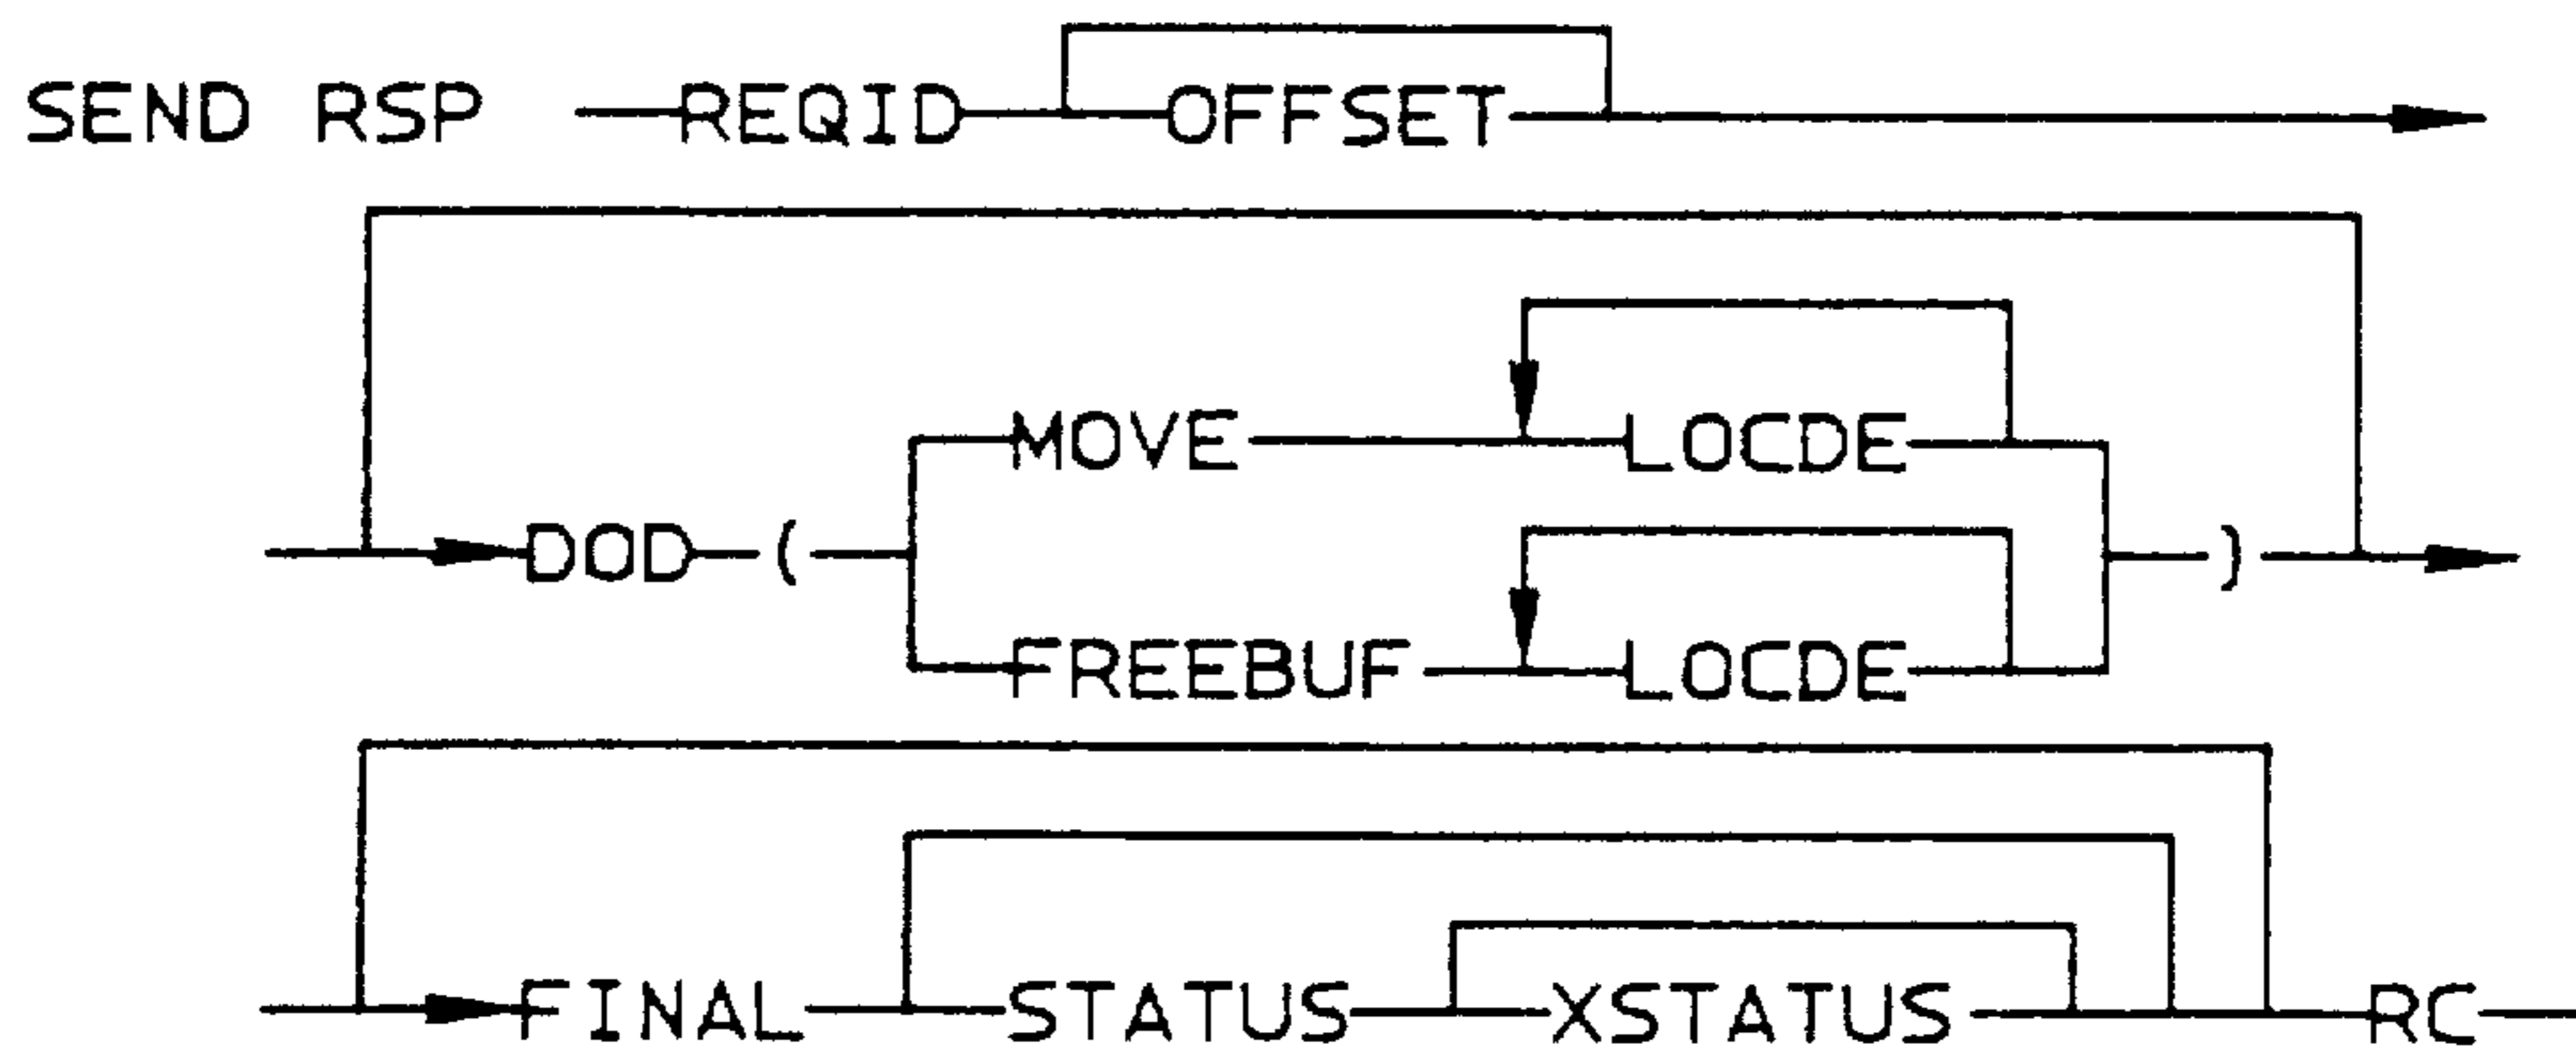 SEND RSP REQID OFFSET
MOVE LOCDE
DOD ( )
FREEBUF LOCDE
FINAL STATUS XSTATUS RC